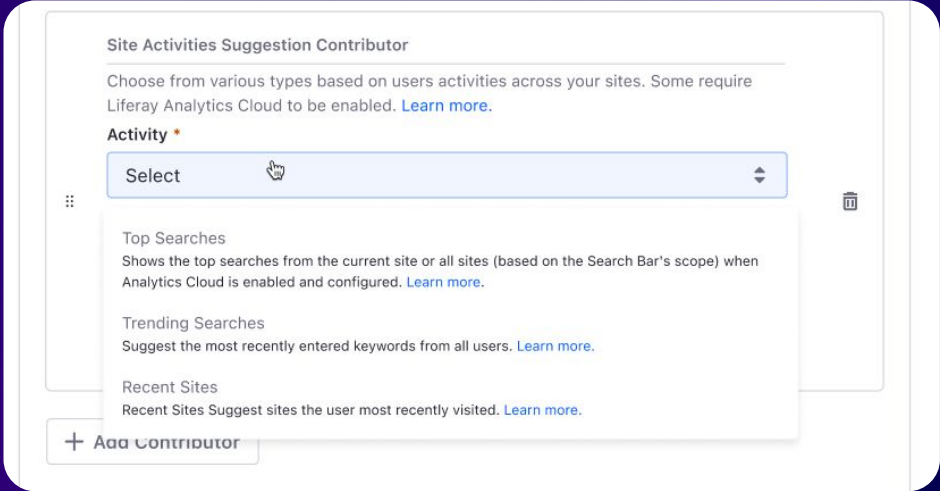 Site Activities Suggestion Contributor
Choose from various types based on users activities across your sites. Some require
Liferay Analytics Cloud to be enabled. Learn more.
Activity *
Select
Top Searches
Shows the top searches from the current site or all sites (based on the Search Bar's scope) when
Analytics Cloud is enabled and configured. Learn more.
Trending Searches
Suggest the most recently entered keywords from all users. Learn more.
Recent Sites
Recent Sites Suggest sites the user most recently visited. Learn more.
+ Add Contributor